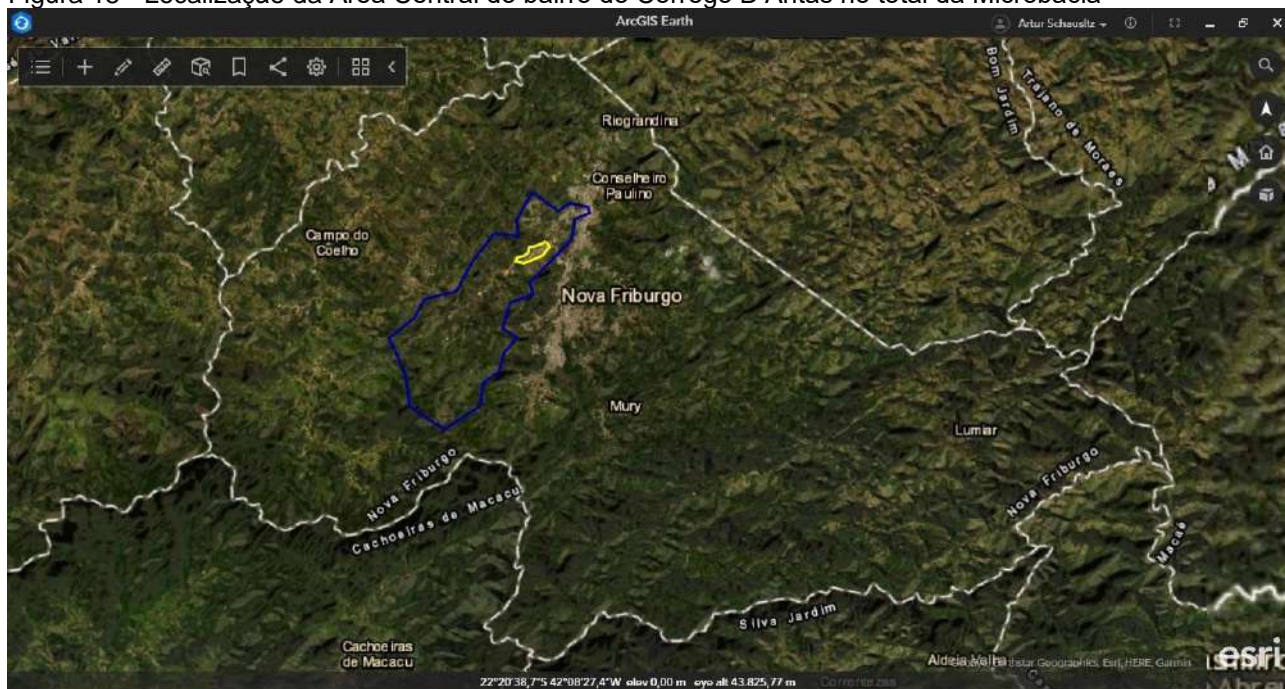 ArcGIS Earth
Artur Schausltz
Riograndina
Bom Jardim
Trajano de Moraes
Conselheiro
Paulino
Campo do
Coelho
Nova Friburgo
Mury
Lumiar
Nova Friburgo
Cachoeiras de Macacu
Nova Friburgo
Macaé
Silva Jardim
Cachoeiras
de Macacu
Aldeia Velha
esri
22°20'38,7"S 42°08'27,4"W elev 0,00 m eye alt 43.825,77 m